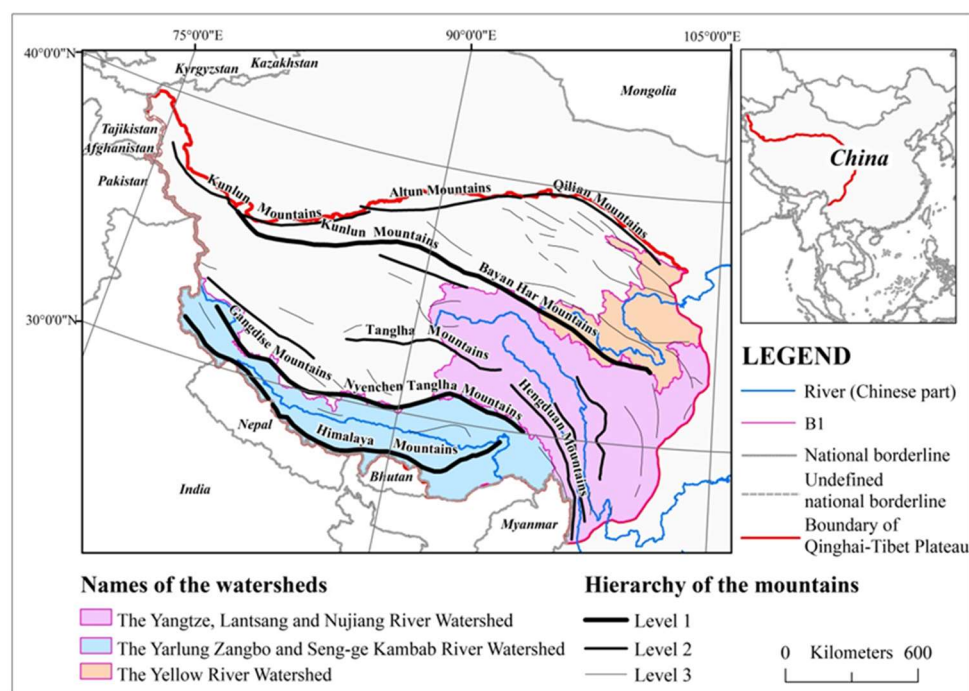 75°0'0"E
90°0'0"E
105°0'0"E
40°0'0"N
30°0'0"N
Kyrgyzstan
Kazakhstan
Mongolia
Tajikistan
Afghanistan
Pakistan
Kunlun Mountains
Altun Mountains
Qilian Mountains
Kunlun Mountains
Bayan Har Mountains
Tanglha Mountains
Gangdise Mountains
Nyenchen Tanglha Mountains
Hengduan Mountains
Himalaya Mountains
Nepal
Bhutan
India
Myanmar
China
LEGEND
River (Chinese part)
B1
National borderline
Undefined
national borderline
Boundary of
Qinghai-Tibet Plateau
Names of the watersheds
The Yangtze, Lantsang and Nujiang River Watershed
The Yarlung Zangbo and Seng-ge Kambab River Watershed
The Yellow River Watershed
Hierarchy of the mountains
Level 1
Level 2
Level 3
0 Kilometers 600